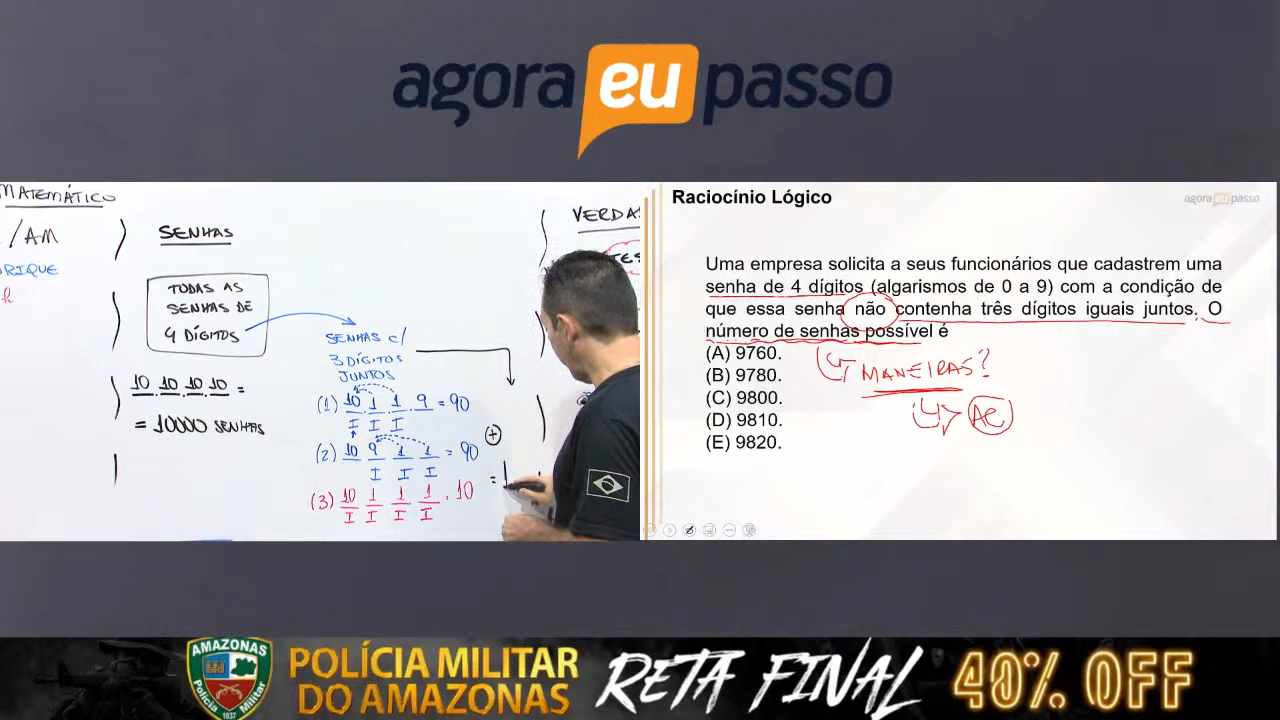 agora eu passo
MATEMÁTICO
/AM
RIQUE
SENHAS
TODAS AS
SENHAS DE
4 DÍGITOS
10 . 10 . 10 . 10 =
= 10000 SENHAS
SENHAS C/
3 DÍGITOS
JUNTOS
(1) 10 . 1 . 1 . 9 = 90
I I I
(2) 10 9 1 1 = 90
I I I
(3) 10 1 1 1 . 10
I I I I
+
=
VERDA
TES
Raciocínio Lógico
agora eu passo
Uma empresa solicita a seus funcionários que cadastrem uma
senha de 4 dígitos (algarismos de 0 a 9) com a condição de
que essa senha não contenha três dígitos iguais juntos. O
número de senhas possível é
(A) 9760.
(B) 9780.
(C) 9800.
(D) 9810.
(E) 9820.
MANEIRAS?
AC
AMAZONAS
Polícia Militar
1837
POLÍCIA MILITAR
DO AMAZONAS
RETA FINAL
40% OFF